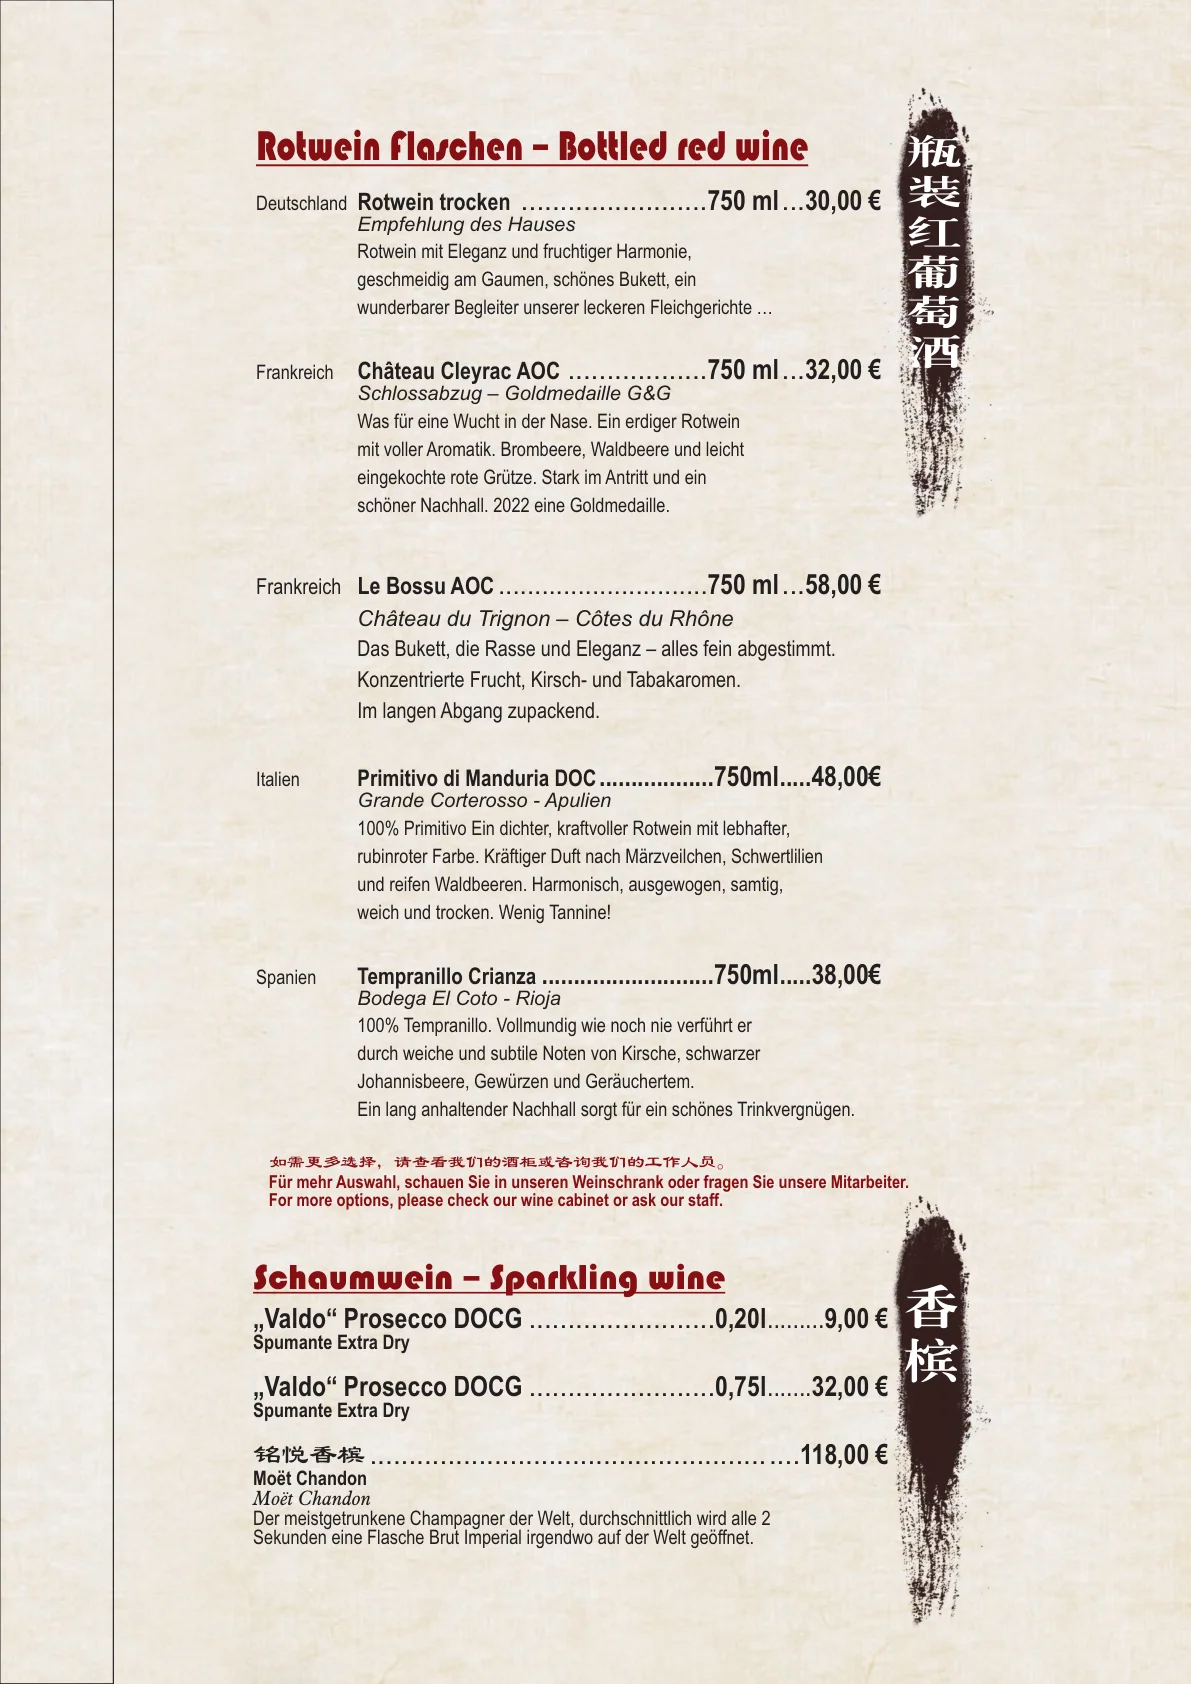 Rotwein Flaschen – Bottled red wine
瓶装红葡萄酒
Deutschland Rotwein trocken ........................750 ml...30,00 €
Empfehlung des Hauses
Rotwein mit Eleganz und fruchtiger Harmonie,
geschmeidig am Gaumen, schönes Bukett, ein
wunderbarer Begleiter unserer leckeren Fleichgerichte …
Frankreich Château Cleyrac AOC ..................750 ml...32,00 €
Schlossabzug – Goldmedaille G&G
Was für eine Wucht in der Nase. Ein erdiger Rotwein
mit voller Aromatik. Brombeere, Waldbeere und leicht
eingekochte rote Grütze. Stark im Antritt und ein
schöner Nachhall. 2022 eine Goldmedaille.
Frankreich Le Bossu AOC .............................750 ml...58,00 €
Château du Trignon – Côtes du Rhône
Das Bukett, die Rasse und Eleganz – alles fein abgestimmt.
Konzentrierte Frucht, Kirsch- und Tabakaromen.
Im langen Abgang zupackend.
Italien Primitivo di Manduria DOC..................750ml.....48,00€
Grande Corterosso - Apulien
100% Primitivo Ein dichter, kraftvoller Rotwein mit lebhafter,
rubinroter Farbe. Kräftiger Duft nach Märzveilchen, Schwertlilien
und reifen Waldbeeren. Harmonisch, ausgewogen, samtig,
weich und trocken. Wenig Tannine!
Spanien Tempranillo Crianza ...........................750ml.....38,00€
Bodega El Coto - Rioja
100% Tempranillo. Vollmundig wie noch nie verführt er
durch weiche und subtile Noten von Kirsche, schwarzer
Johannisbeere, Gewürzen und Geräuchertem.
Ein lang anhaltender Nachhall sorgt für ein schönes Trinkvergnügen.
如需更多选择，请查看我们的酒柜或咨询我们的工作人员。
Für mehr Auswahl, schauen Sie in unseren Weinschrank oder fragen Sie unsere Mitarbeiter.
For more options, please check our wine cabinet or ask our staff.
Schaumwein – Sparkling wine
香槟
„Valdo“ Prosecco DOCG ........................0,20l.........9,00 €
Spumante Extra Dry
„Valdo“ Prosecco DOCG ........................0,75l.......32,00 €
Spumante Extra Dry
铭悦香槟 ......................................................118,00 €
Moët Chandon
Moët Chandon
Der meistgetrunkene Champagner der Welt, durchschnittlich wird alle 2
Sekunden eine Flasche Brut Imperial irgendwo auf der Welt geöffnet.